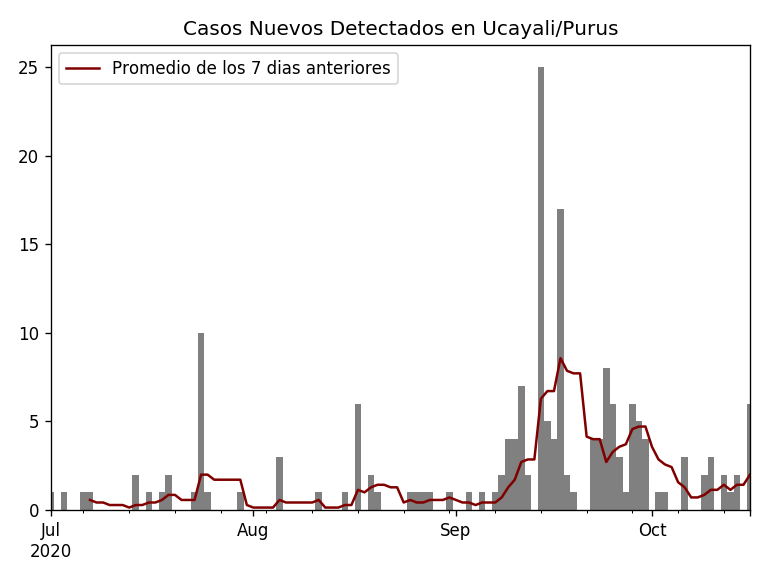 Casos Nuevos Detectados en Ucayali/Purus
Promedio de los 7 dias anteriores
25
20
15
10
5
0
Jul Aug Sep Oct
2020